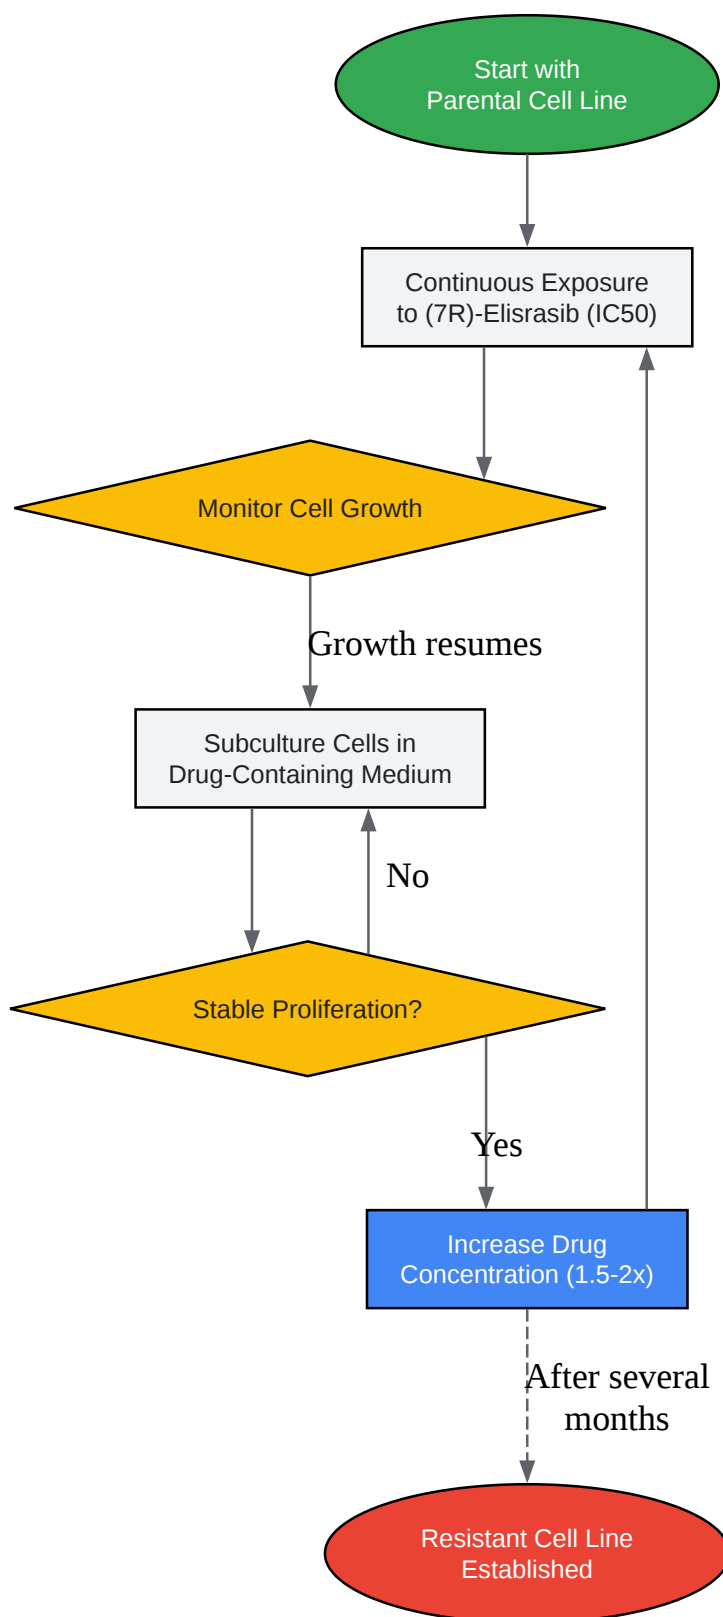 Start with
Parental Cell Line
Continuous Exposure
to (7R)-Elisrasib (IC50)
Monitor Cell Growth
Growth resumes
Subculture Cells in
Drug-Containing Medium
No
Stable Proliferation?
Yes
Increase Drug
Concentration (1.5-2x)
After several
months
Resistant Cell Line
Established